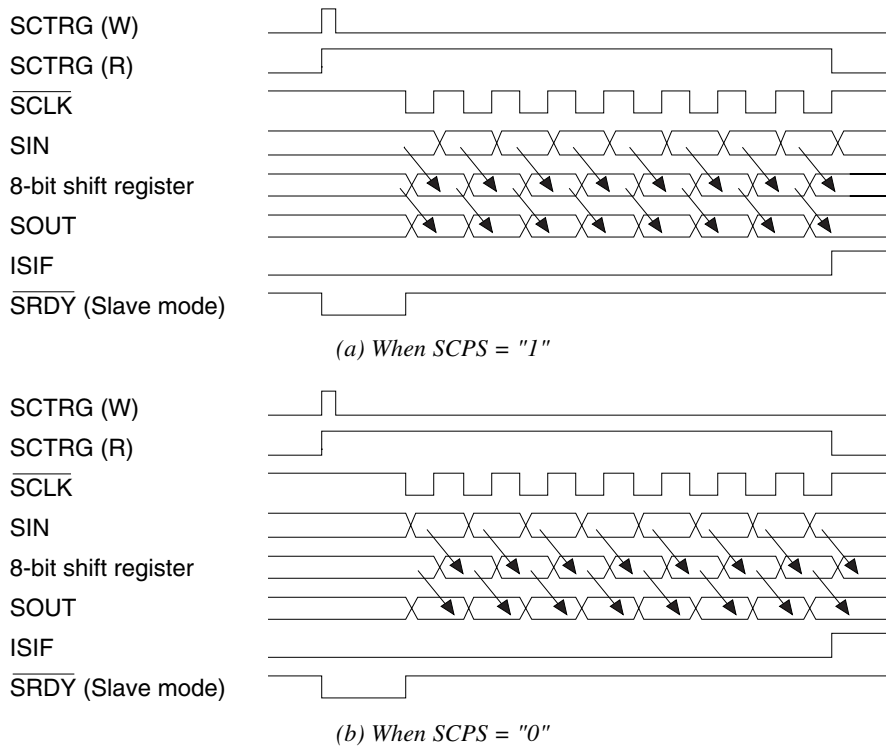 SCTRG (W)
SCTRG (R)
SCLK
SIN
8-bit shift register
SOUT
ISIF
SRDY (Slave mode)
(a) When SCPS = "1"
SCTRG (W)
SCTRG (R)
SCLK
SIN
8-bit shift register
SOUT
ISIF
SRDY (Slave mode)
(b) When SCPS = "0"